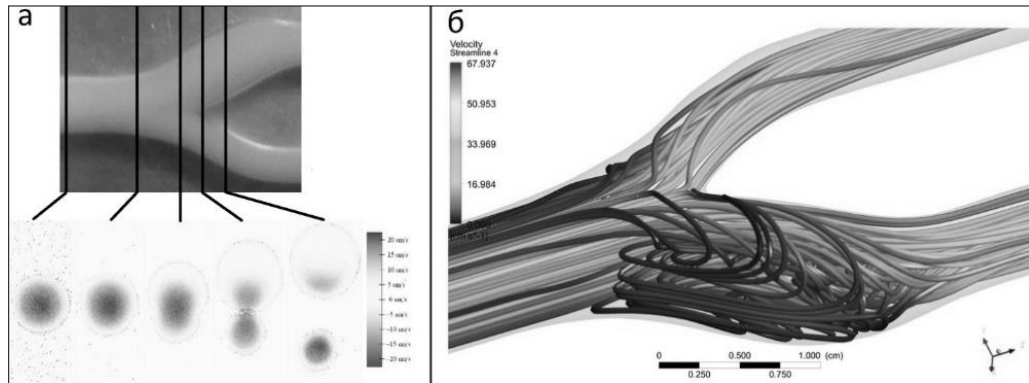 а
20 cm/s
15 cm/s
10 cm/s
5 cm/s
0 cm/s
-5 cm/s
-10 cm/s
-15 cm/s
-20 cm/s
б
Velocity
Streamline 4
67.937
50.953
33.969
16.984
0 0.500 1.000 (cm)
0.250 0.750
Z